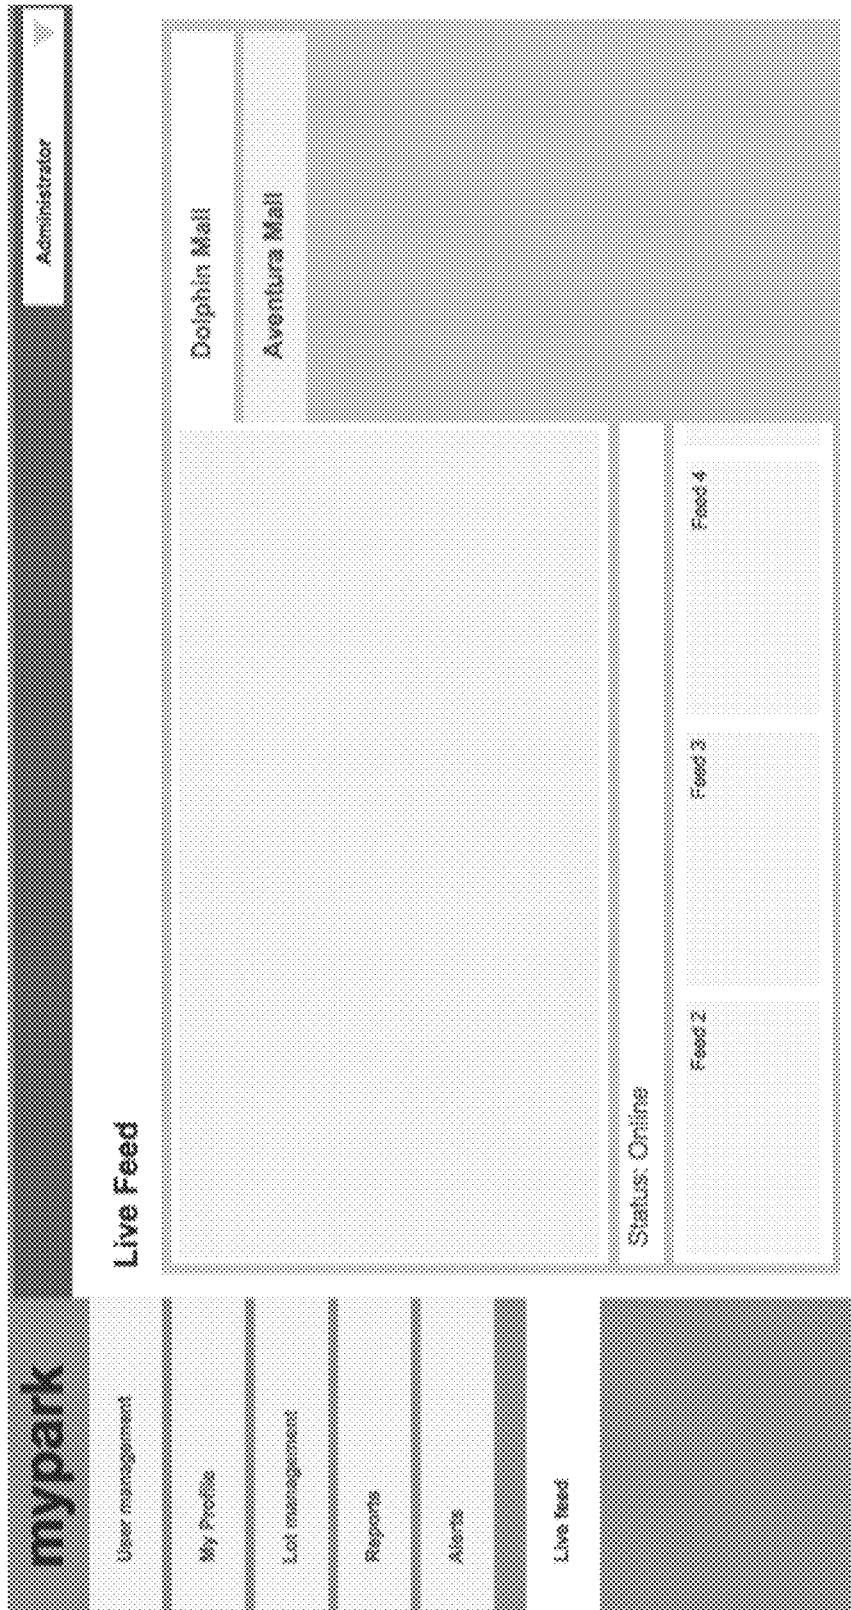 mypark
Administrator
User management
My Profile
Lot management
Reports
Alerts
Live feed
Live Feed
Dolphin Mall
Aventura Mall
Status: Online
Feed 2
Feed 3
Feed 4